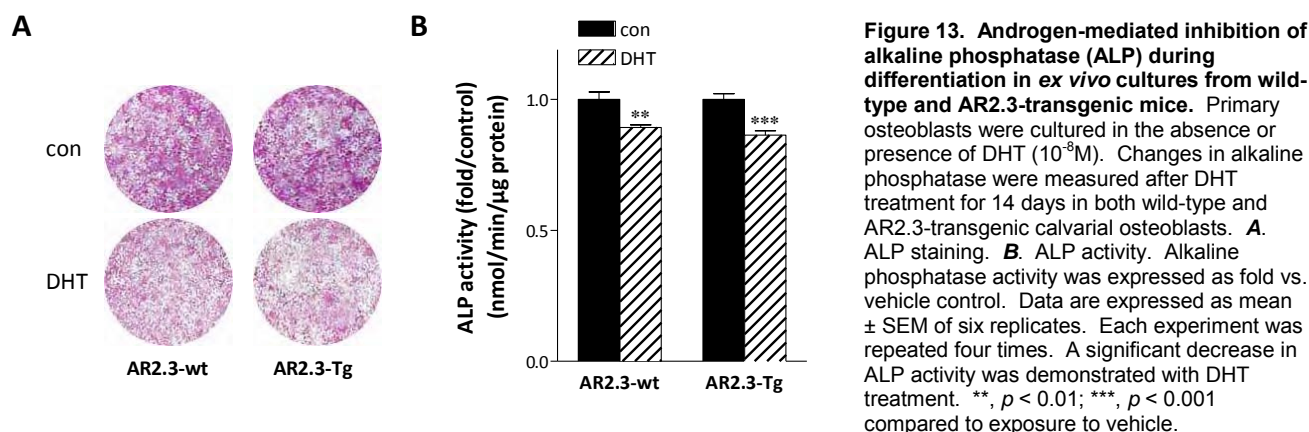 A
con
DHT
AR2.3-wt
AR2.3-Tg
B
con
DHT
ALP activity (fold/control)
(nmol/min/µg protein)
1.0
0.5
0.0
**
***
AR2.3-wt
AR2.3-Tg
Figure 13. Androgen-mediated inhibition of
alkaline phosphatase (ALP) during
differentiation in ex vivo cultures from wild-
type and AR2.3-transgenic mice. Primary
osteoblasts were cultured in the absence or
presence of DHT (10⁻⁸M). Changes in alkaline
phosphatase were measured after DHT
treatment for 14 days in both wild-type and
AR2.3-transgenic calvarial osteoblasts. A.
ALP staining. B. ALP activity. Alkaline
phosphatase activity was expressed as fold vs.
vehicle control. Data are expressed as mean
± SEM of six replicates. Each experiment was
repeated four times. A significant decrease in
ALP activity was demonstrated with DHT
treatment. **, p < 0.01; ***, p < 0.001
compared to exposure to vehicle.